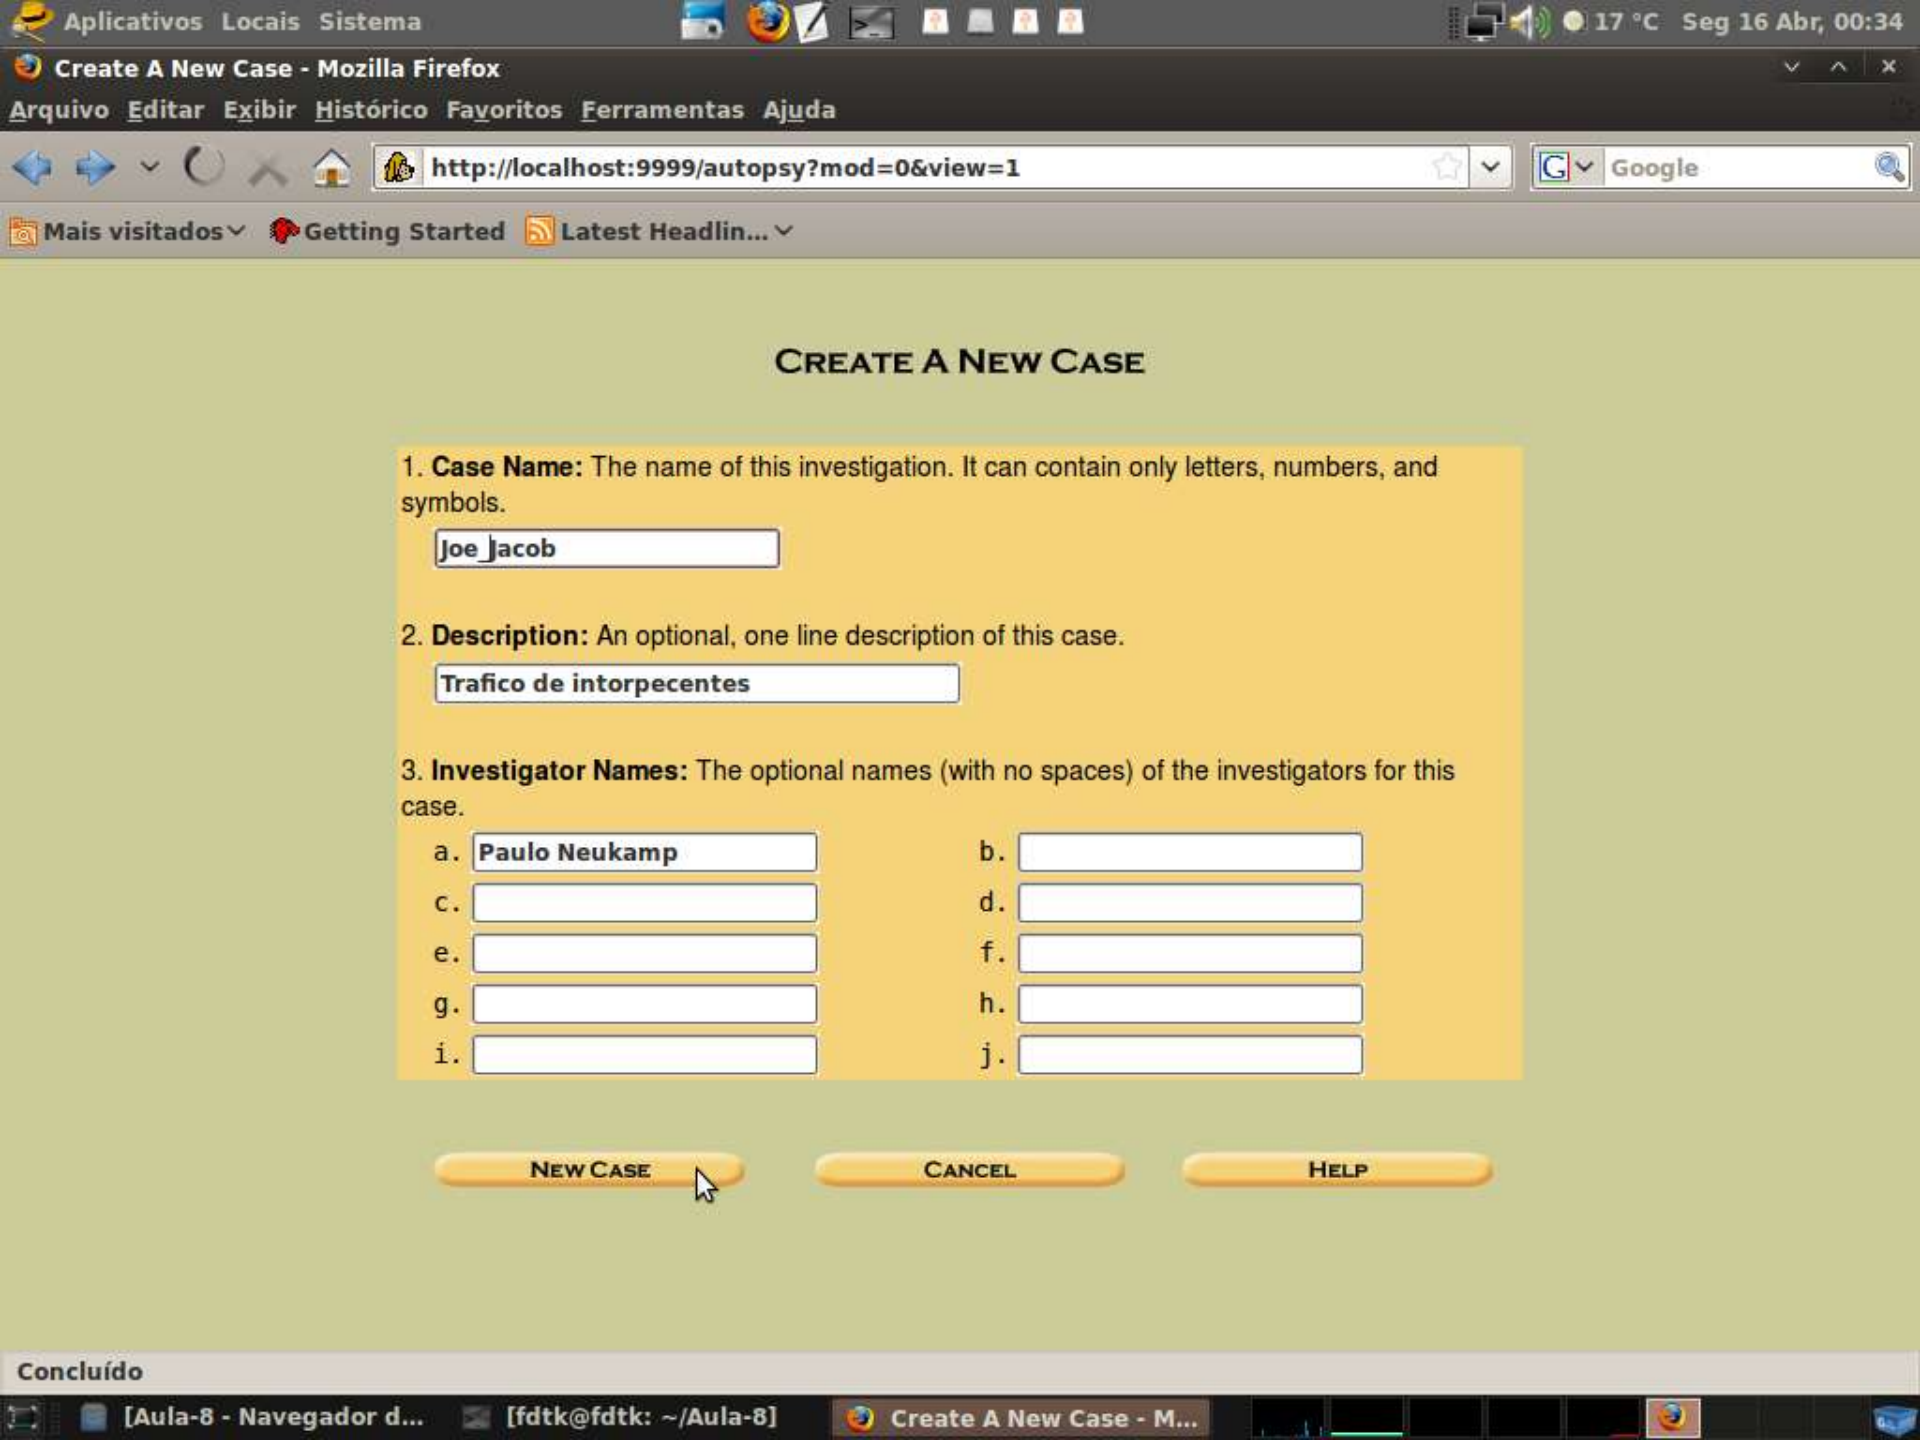 Aplicativos Locais Sistema
17 °C Seg 16 Abr, 00:34
Create A New Case - Mozilla Firefox
Arquivo Editar Exibir Histórico Favoritos Ferramentas Ajuda
http://localhost:9999/autopsy?mod=0&view=1
G Google
Mais visitados Getting Started Latest Headlin...
CREATE A NEW CASE
1. Case Name: The name of this investigation. It can contain only letters, numbers, and
symbols.
Joe_Jacob
2. Description: An optional, one line description of this case.
Trafico de intorpecentes
3. Investigator Names: The optional names (with no spaces) of the investigators for this
case.
a. Paulo Neukamp b.
c. d.
e. f.
g. h.
i. j.
NEW CASE CANCEL HELP
Concluído
[Aula-8 - Navegador d... [fdtk@fdtk: ~/Aula-8] Create A New Case - M...